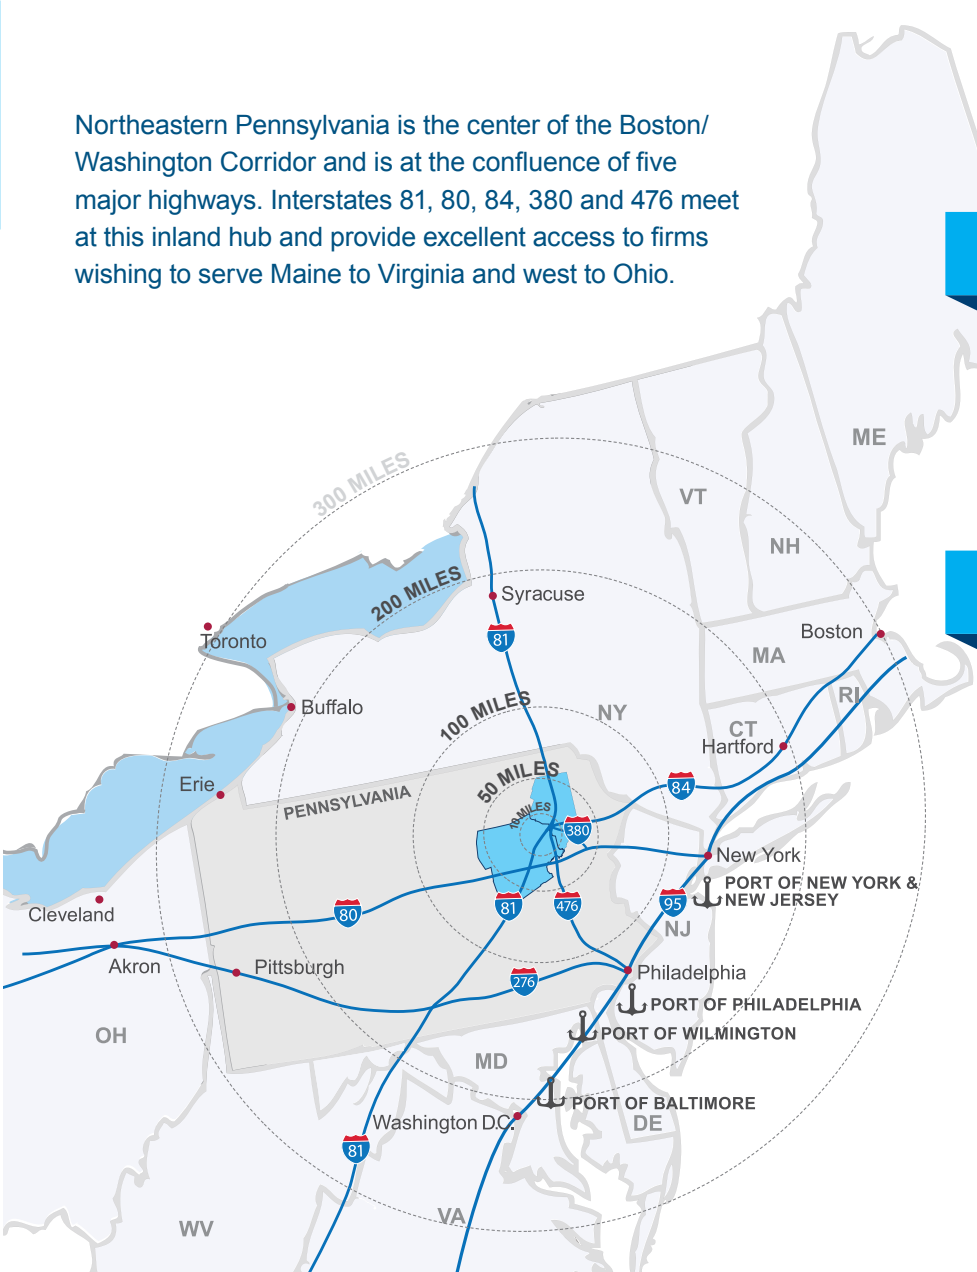 Northeastern Pennsylvania is the center of the Boston/
Washington Corridor and is at the confluence of five
major highways. Interstates 81, 80, 84, 380 and 476 meet
at this inland hub and provide excellent access to firms
wishing to serve Maine to Virginia and west to Ohio.
ME
300 MILES
VT
NH
200 MILES
Syracuse
Toronto
81
Boston
MA
RI
Buffalo
100 MILES
NY
CT
Hartford
50 MILES
Erie
84
PENNSYLVANIA
10 MILES
380
New York
PORT OF NEW YORK &
NEW JERSEY
Cleveland
80
81
476
95
NJ
Akron
Pittsburgh
276
Philadelphia
PORT OF PHILADELPHIA
OH
PORT OF WILMINGTON
MD
PORT OF BALTIMORE
Washington D.C.
DE
81
WV
VA